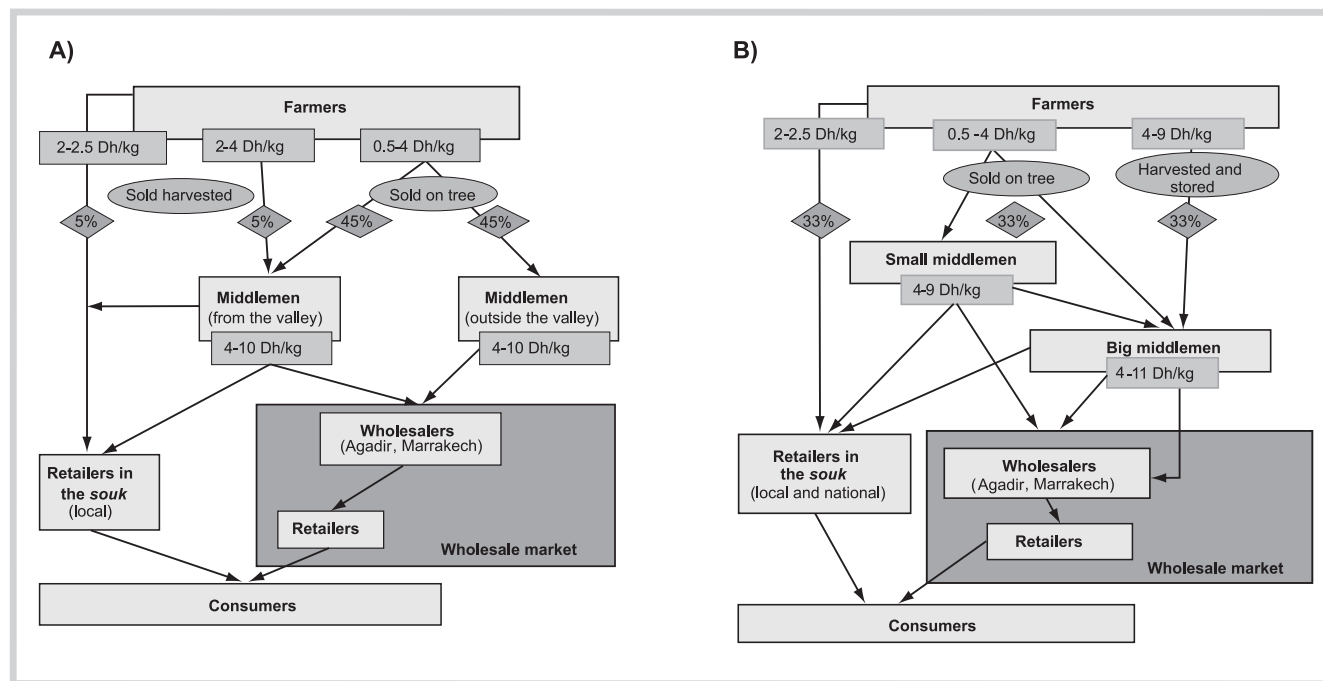 A)
Farmers
2-2.5 Dh/kg
2-4 Dh/kg
0.5-4 Dh/kg
Sold harvested
Sold on tree
5%
5%
45%
45%
Middlemen
(from the valley)
4-10 Dh/kg
Middlemen
(outside the valley)
4-10 Dh/kg
Wholesalers
(Agadir, Marrakech)
Retailers in
the souk
(local)
Retailers
Wholesale market
Consumers
B)
Farmers
2-2.5 Dh/kg
0.5 -4 Dh/kg
4-9 Dh/kg
Sold on tree
Harvested and
stored
33%
33%
33%
Small middlemen
4-9 Dh/kg
Big middlemen
4-11 Dh/kg
Retailers in
the souk
(local and national)
Wholesalers
(Agadir, Marrakech)
Retailers
Wholesale market
Consumers